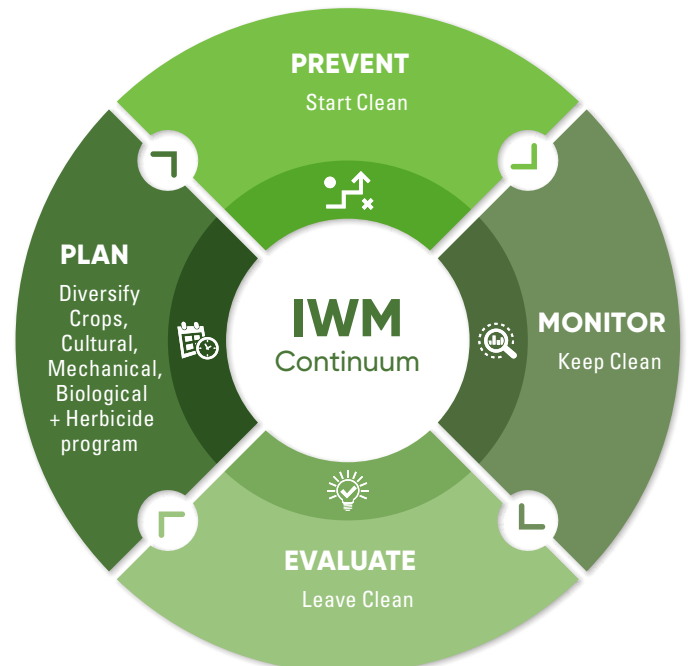 PREVENT
Start Clean
PLAN
Diversify
Crops,
Cultural,
Mechanical,
Biological
+ Herbicide
program
IWM
Continuum
MONITOR
Keep Clean
EVALUATE
Leave Clean